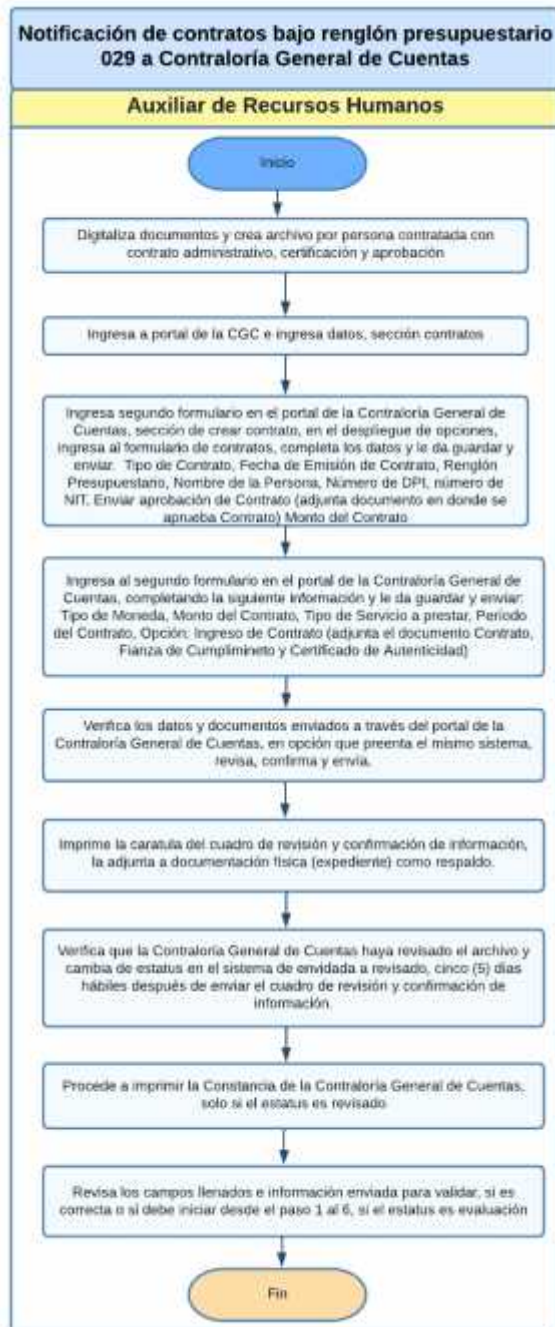 Notificación de contratos bajo renglón presupuestario
029 a Contraloría General de Cuentas
Auxiliar de Recursos Humanos
Inicio
Digitaliza documentos y crea archivo por persona contratada con
contrato administrativo, certificación y aprobación
Ingresa a portal de la CGC e ingresa datos, sección contratos
Ingresa segundo formulario en el portal de la Contraloría General de
Cuentas, sección de crear contrato, en el despliegue de opciones,
ingresa al formulario de contratos, completa los datos y le da guardar y
enviar. Tipo de Contrato, Fecha de Emisión de Contrato, Renglón
Presupuestario, Nombre de la Persona, Número de DPI, número de
NIT, Enviar aprobación de Contrato (adjunta documento en donde se
aprueba Contrato) Monto del Contrato
Ingresa al segundo formulario en el portal de la Contraloría General de
Cuentas, completando la siguiente información y le da guardar y enviar:
Tipo de Moneda, Monto del Contrato, Tipo de Servicio a prestar, Periodo
del Contrato, Opción: Ingreso de Contrato (adjunta el documento Contrato,
Fianza de Cumplimineto y Certificado de Autenticidad)
Verifica los datos y documentos enviados a través del portal de la
Contraloría General de Cuentas, en opción que preenta el mismo sistema,
revisa, confirma y envía.
Imprime la caratula del cuadro de revisión y confirmación de información,
la adjunta a documentación física (expediente) como respaldo.
Verifica que la Contraloría General de Cuentas haya revisado el archivo y
cambia de estatus en el sistema de envidada a revisado, cinco (5) días
hábiles después de enviar el cuadro de revisión y confirmación de
información.
Procede a imprimir la Constancia de la Contraloría General de Cuentas,
solo si el estatus es revisado
Revisa los campos llenados e información enviada para validar, si es
correcta o si debe iniciar desde el paso 1 al 6, si el estatus es evaluación
Fin